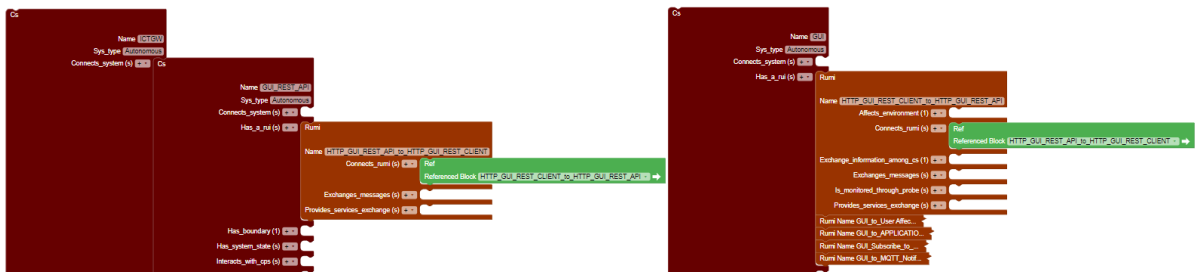 Cs
Name ICTGW
Sys_type Autonomous
Connects_system (s) + -
Cs
Name GUI_REST_API
Sys_type Autonomous
Connects_system (s) + -
Has_a_rui (s) + -
Rumi
Name HTTP_GUI_REST_API_to_HTTP_GUI_REST_CLIENT
Connects_rumi (s) + -
Ref
Referenced Block HTTP_GUI_REST_CLIENT_to_HTTP_GUI_REST_API
Exchanges_messages (s) + -
Provides_services_exchange (s) + -
Has_boundary (1) + -
Has_system_state (s) + -
Interacts_with_cps (s) + -
Cs
Name GUI
Sys_type Autonomous
Connects_system (s) + -
Has_a_rui (s) + -
Rumi
Name HTTP_GUI_REST_CLIENT_to_HTTP_GUI_REST_API
Affects_environment (1) + -
Connects_rumi (s) + -
Ref
Referenced Block HTTP_GUI_REST_API_to_HTTP_GUI_REST_CLIENT
Exchange_information_among_cs (1) + -
Exchanges_messages (s) + -
Is_monitored_through_probe (s) + -
Provides_services_exchange (s) + -
Rumi Name GUI_to_User Affec...
Rumi Name GUI_to_APPLICATIO...
Rumi Name GUI_Subscribe_to_...
Rumi Name GUI_to_MQTT_Notif...